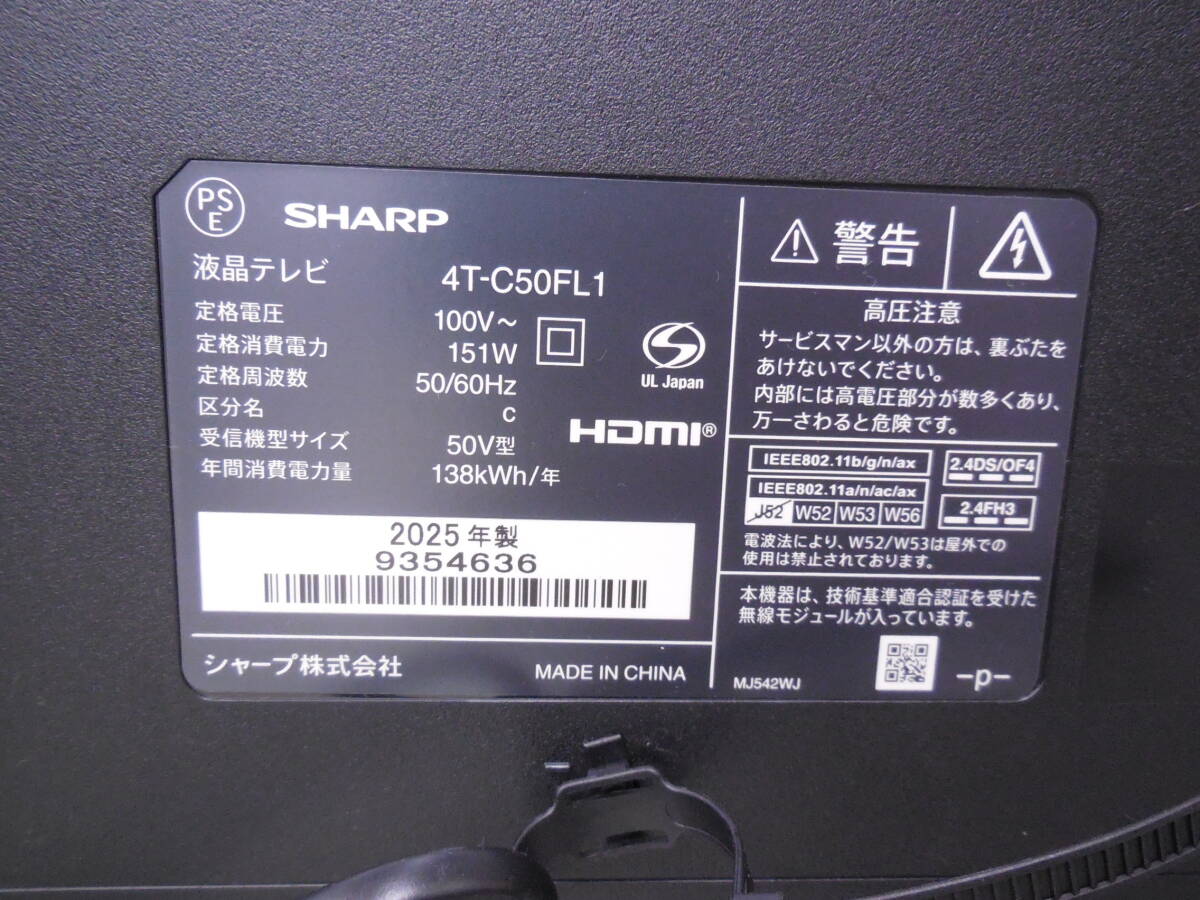 PS
E
SHARP
液晶テレビ 4T-C50FL1
定格電圧 100V～
定格消費電力 151W
定格周波数 50/60Hz
区分名 C
受信機型サイズ 50V型
年間消費電力量 138kWh/年
UL Japan
HDMI®
2025年製
9354636
シャープ株式会社 MADE IN CHINA
警告
高圧注意
サービスマン以外の方は、裏ぶたを
あけないでください。
内部には高電圧部分が数多くあり、
万一さわると危険です。
IEEE802.11b/g/n/ax
IEEE802.11a/n/ac/ax
J52 W52 W53 W56
2.4DS/OF4
2.4FH3
電波法により、W52/W53は屋外での
使用は禁止されております。
本機器は、技術基準適合認証を受けた
無線モジュールが入っています。
MJ542WJ
-p-